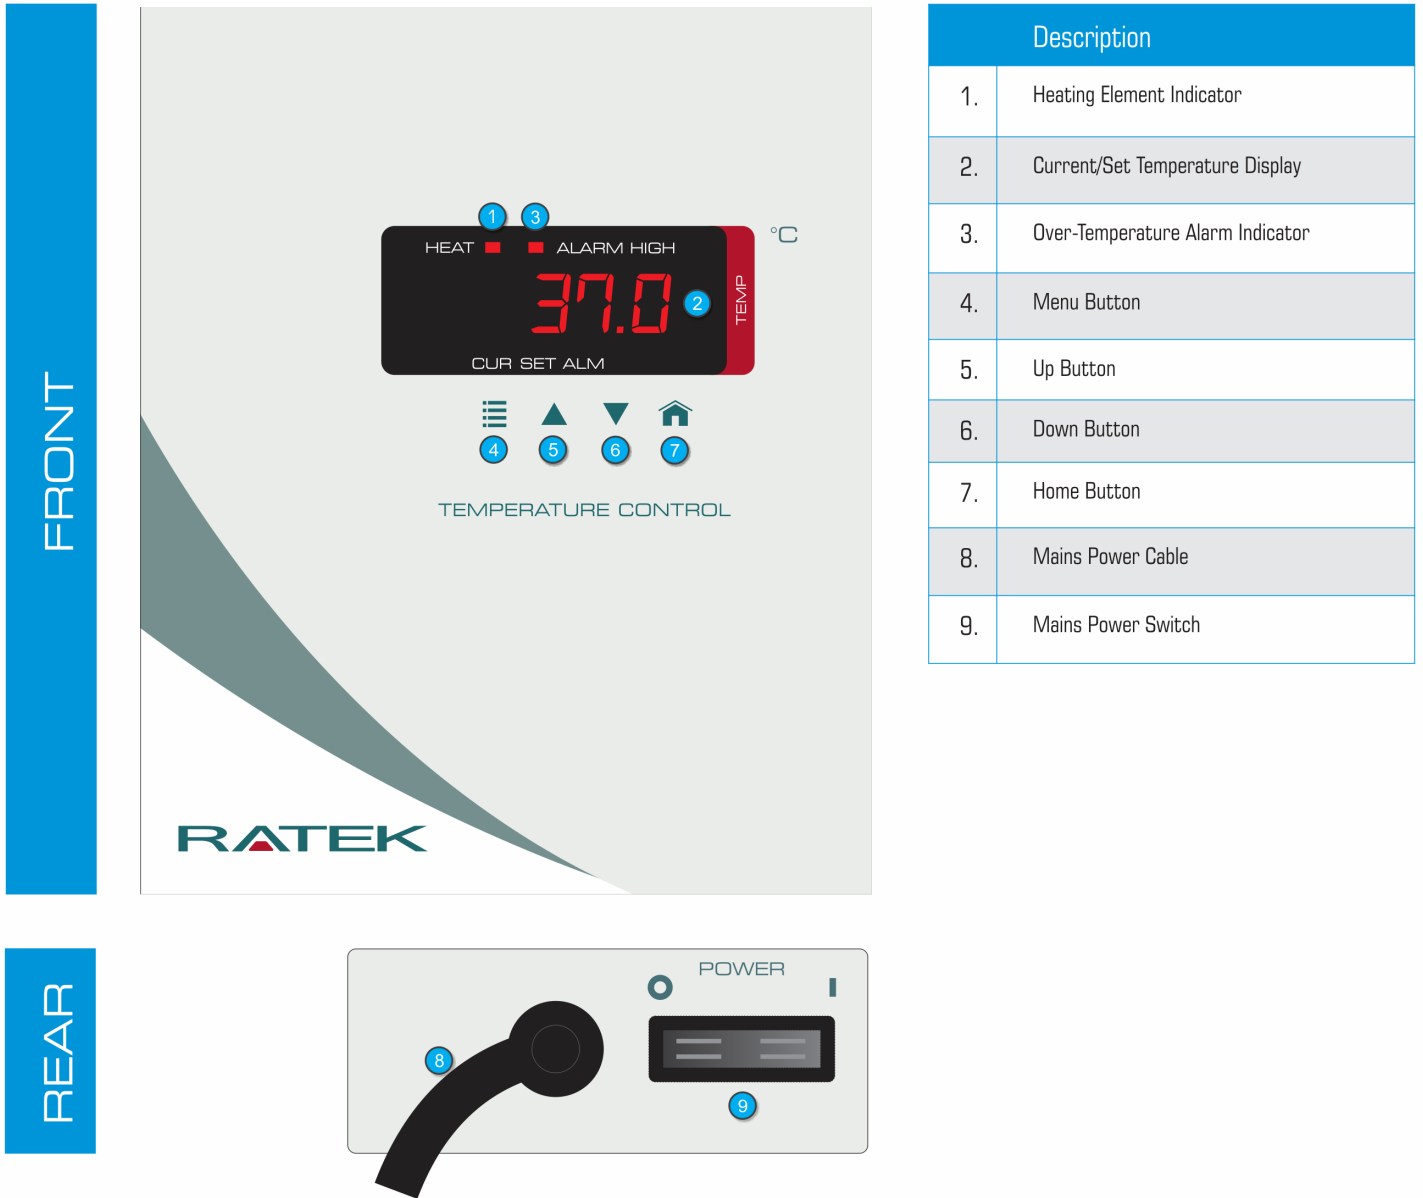 FRONT
1 3
°C
HEAT ALARM HIGH
37.0
2
TEMP
CUR SET ALM
4 5 6 7
TEMPERATURE CONTROL
RATEK
Description
1. Heating Element Indicator
2. Current/Set Temperature Display
3. Over-Temperature Alarm Indicator
4. Menu Button
5. Up Button
6. Down Button
7. Home Button
8. Mains Power Cable
9. Mains Power Switch
REAR
POWER
O I
8
9